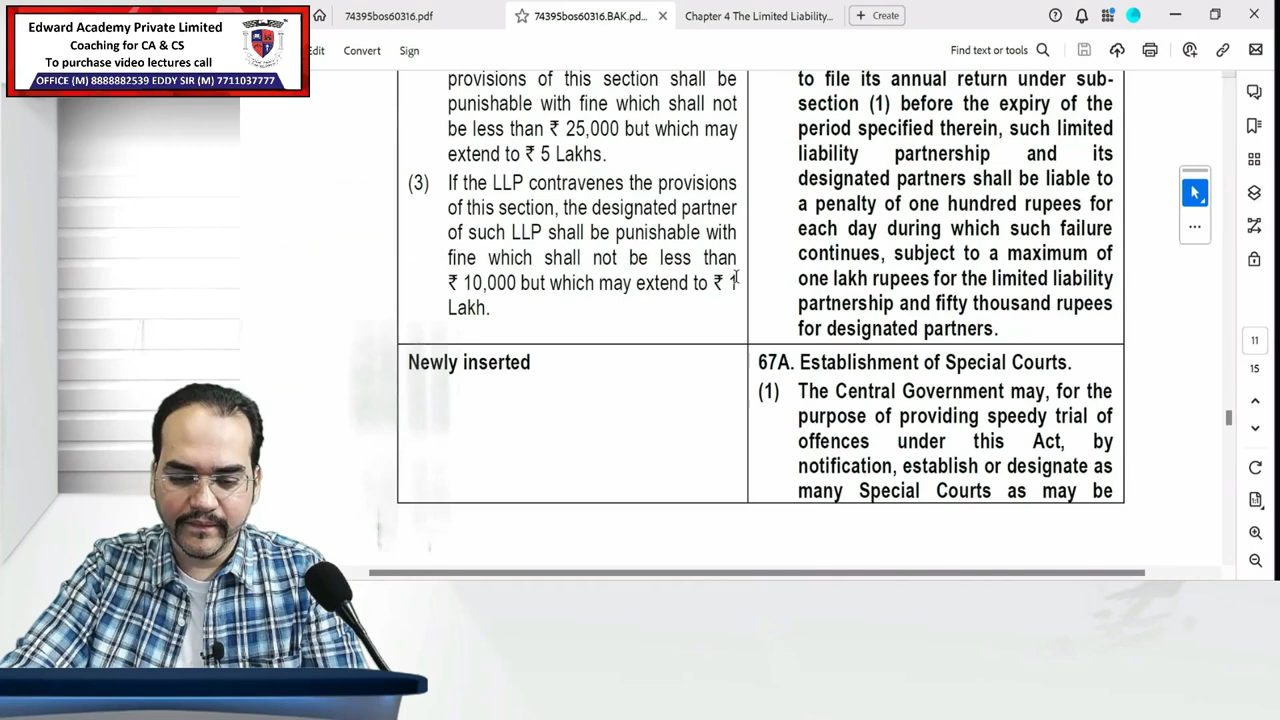 Edward Academy Private Limited
Coaching for CA & CS
To purchase video lectures call
OFFICE (M) 8888882539 EDDY SIR (M) 7711037777
74395bos60316.pdf
74395bos60316.BAK.pd...
Chapter 4 The Limited Liability...
Create
Edit
Convert
Sign
Find text or tools
provisions of this section shall be
punishable with fine which shall not
be less than ₹ 25,000 but which may
extend to ₹ 5 Lakhs.
(3) If the LLP contravenes the provisions
of this section, the designated partner
of such LLP shall be punishable with
fine which shall not be less than
₹ 10,000 but which may extend to ₹ 1
Lakh.
to file its annual return under sub-
section (1) before the expiry of the
period specified therein, such limited
liability partnership and its
designated partners shall be liable to
a penalty of one hundred rupees for
each day during which such failure
continues, subject to a maximum of
one lakh rupees for the limited liability
partnership and fifty thousand rupees
for designated partners.
Newly inserted
67A. Establishment of Special Courts.
(1) The Central Government may, for the
purpose of providing speedy trial of
offences under this Act, by
notification, establish or designate as
many Special Courts as may be
11
15